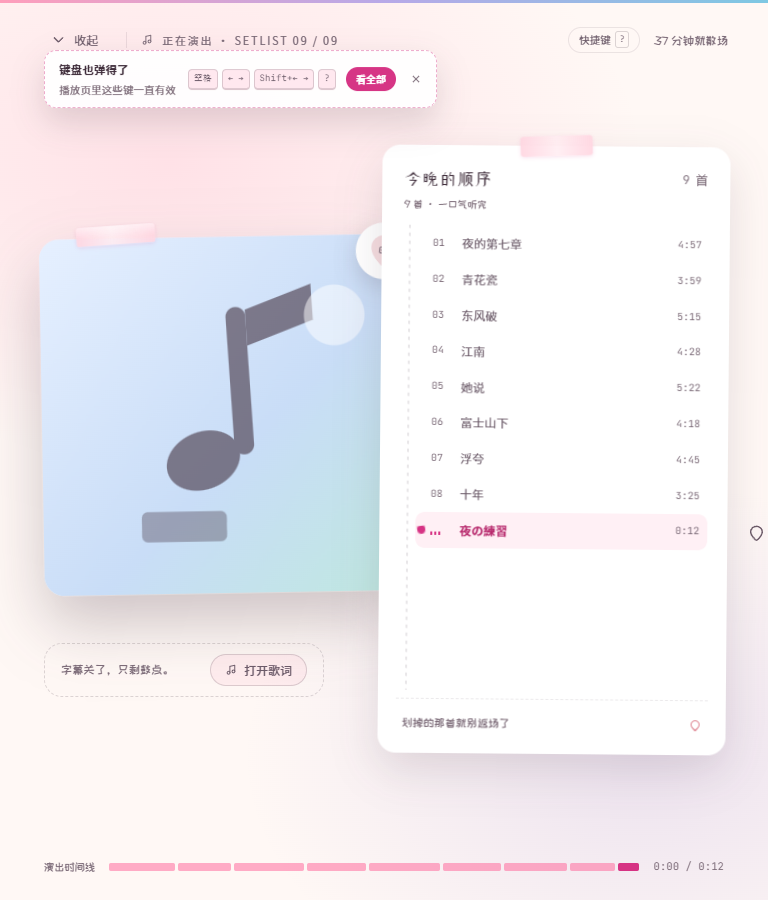 收起
正在演出 · SETLIST 09 / 09
快捷键 ?
37 分钟就散场
键盘也弹得了
播放页里这些键一直有效
空格 ← → Shift+← → ? 看全部 ×
今晚的顺序 9 首
9 首 · 一口气听完
01 夜的第七章 4:57
02 青花瓷 3:59
03 东风破 5:15
04 江南 4:28
05 她说 5:22
06 富士山下 4:18
07 浮夸 4:45
08 十年 3:25
... 夜の練習 0:12
字幕关了，只剩鼓点。 打开歌词
划掉的那首就别返场了
演出时间线 0:00 / 0:12